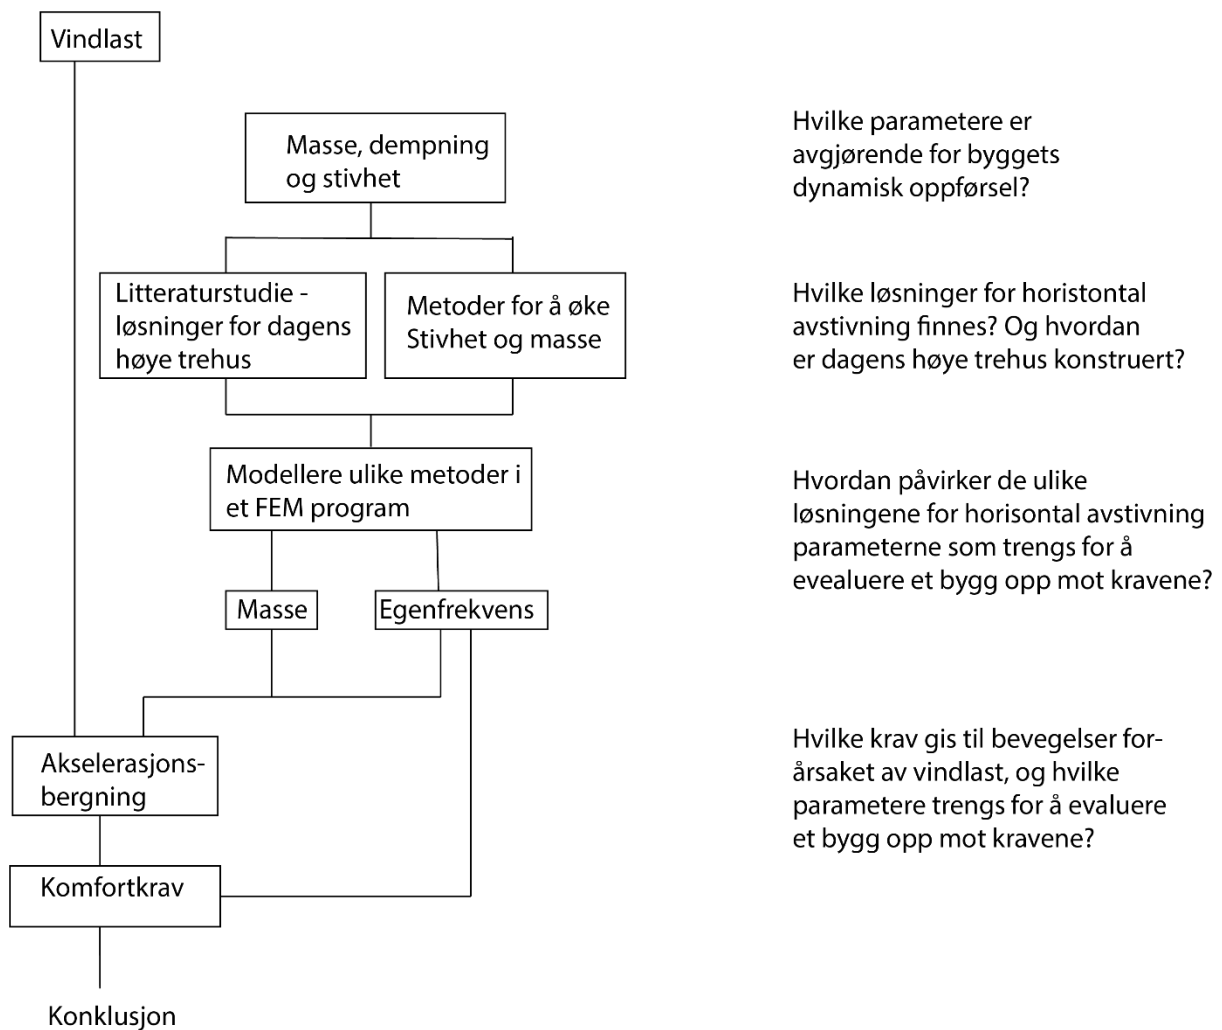 Vindlast
Masse, dempning
og stivhet
Hvilke parametere er
avgjørende for byggets
dynamisk oppførsel?
Litteraturstudie -
løsninger for dagens
høye trehus
Metoder for å øke
Stivhet og masse
Hvilke løsninger for horistontal
avstivning finnes? Og hvordan
er dagens høye trehus konstruert?
Modellere ulike metoder i
et FEM program
Hvordan påvirker de ulike
løsningene for horisontal avstivning
parameterne som trengs for å
evealuere et bygg opp mot kravene?
Masse
Egenfrekvens
Akselerasjons-
bergning
Hvilke krav gis til bevegelser for-
årsaket av vindlast, og hvilke
parametere trengs for å evaluere
et bygg opp mot kravene?
Komfortkrav
Konklusjon